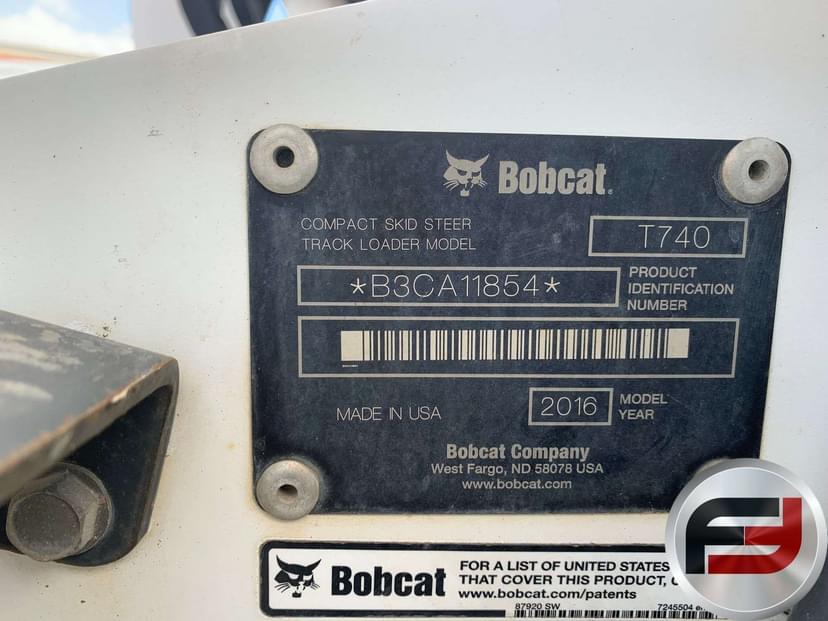 Bobcat
COMPACT SKID STEER
TRACK LOADER MODEL
T740
*B3CA11854*
PRODUCT
IDENTIFICATION
NUMBER
MADE IN USA
2016
MODEL
YEAR
Bobcat Company
West Fargo, ND 58078 USA
www.bobcat.com
Bobcat
FOR A LIST OF UNITED STATES
THAT COVER THIS PRODUCT,
www.bobcat.com/patents
87920 SW
7245504